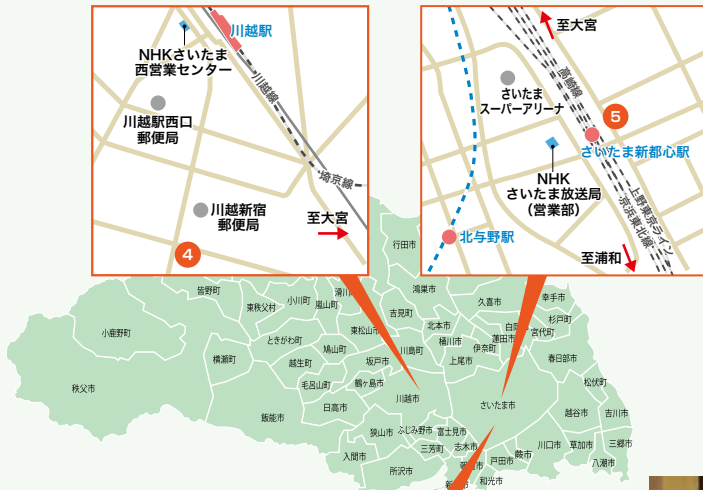 川越駅
NHKさいたま
西営業センター
川越線
川越駅西口
郵便局
埼京線
川越新宿
郵便局
至大宮
4
至大宮
高崎線
さいたま
スーパーアリーナ
5
さいたま新都心駅
NHK
さいたま放送局
（営業部）
上野東京ライン
京浜東北線
北与野駅
至浦和
行田市
皆野町
東秩父村
小川町
嵐山町
滑川
吉見町
鴻巣市
久喜市
幸手市
杉戸町
宮代町
白岡
蓮田市
伊奈町
桶川市
北本市
上尾市
小鹿野町
横瀬町
ときがわ町
東松山市
鳩山町
川島町
越生町
坂戸市
毛呂山町
鶴ヶ島市
春日部市
松伏町
秩父市
飯能市
日高市
川越市
さいたま市
越谷市
吉川市
狭山市
ふじみ野市
富士見市
三芳町
志木市
入間市
所沢市
和光市
戸田市
蕨市
川口市
草加市
三郷市
八潮市